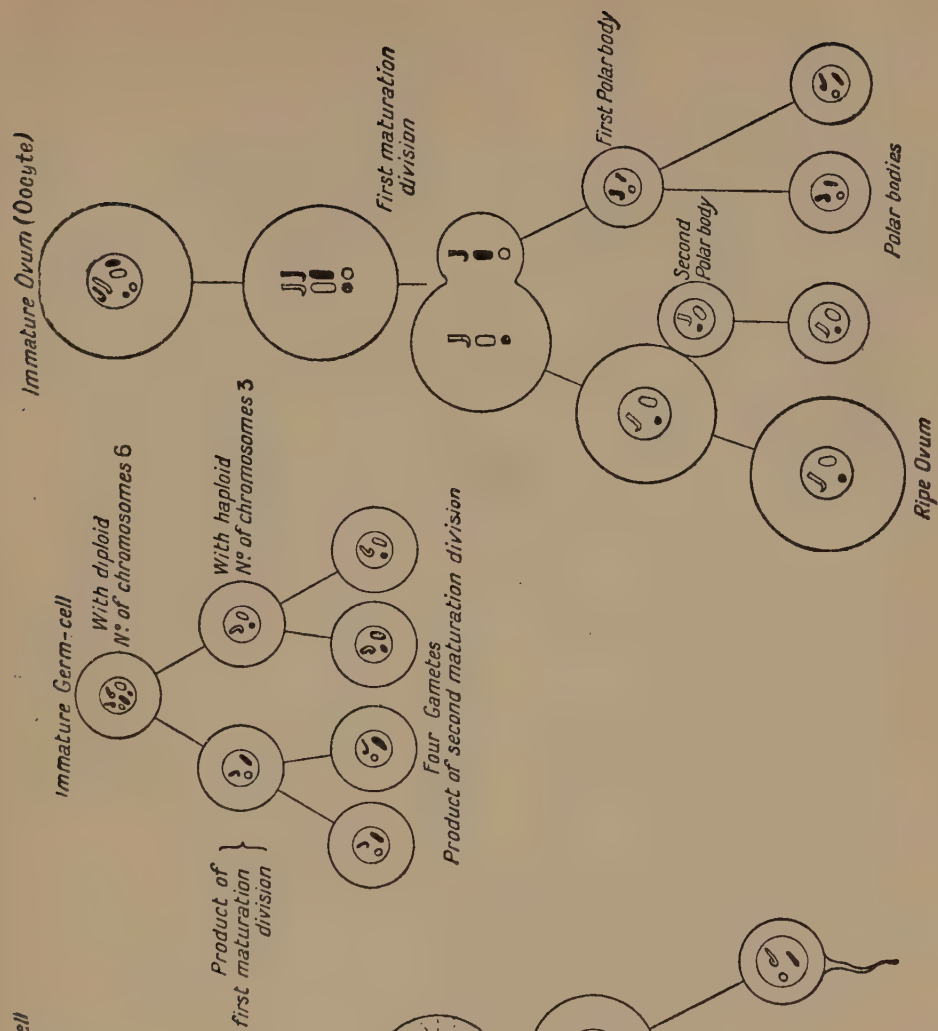 Immature Ovum (Oocyte)
First maturation
division
First Polar body
Second
Polar body
Polar bodies
Ripe Ovum
Immature Germ-cell
With diploid
Nº of chromosomes 6
With haploid
Nº of chromosomes 3
Product of
first maturation
division
Four Gametes
Product of second maturation division
ell